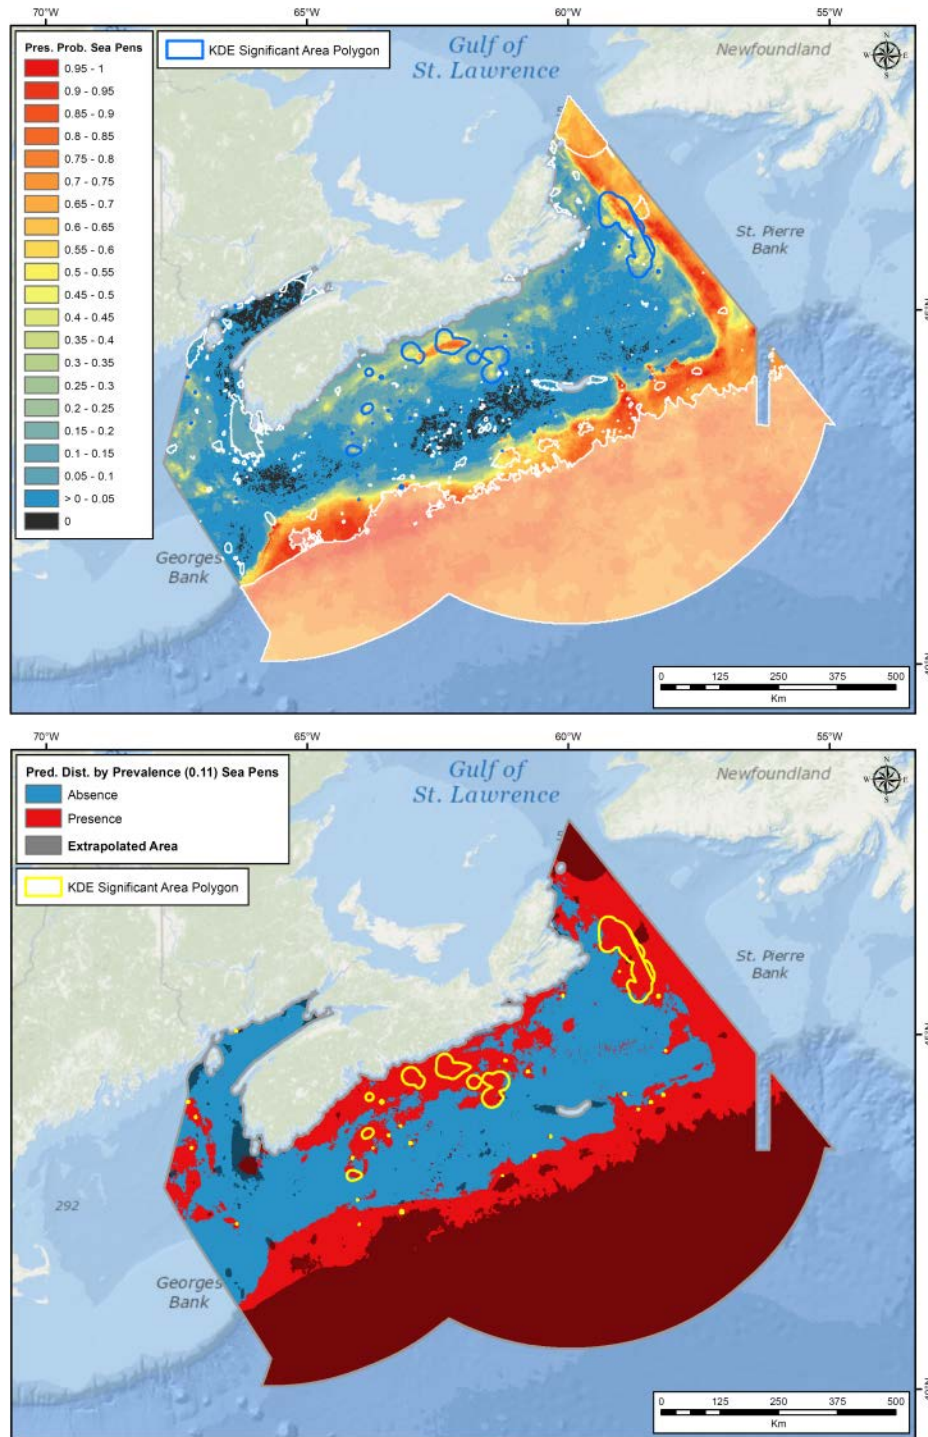 70°W 65°W 60°W 55°W
Pres. Prob. Sea Pens
0.95 - 1
0.9 - 0.95
0.85 - 0.9
0.8 - 0.85
0.75 - 0.8
0.7 - 0.75
0.65 - 0.7
0.6 - 0.65
0.55 - 0.6
0.5 - 0.55
0.45 - 0.5
0.4 - 0.45
0.35 - 0.4
0.3 - 0.35
0.25 - 0.3
0.2 - 0.25
0.15 - 0.2
0.1 - 0.15
0.05 - 0.1
> 0 - 0.05
0
KDE Significant Area Polygon
Gulf of
St. Lawrence
Newfoundland
N
W E
S
St. Pierre
Bank
Georges
Bank
0 125 250 375 500
Km
70°W 65°W 60°W 55°W
Pred. Dist. by Prevalence (0.11) Sea Pens
Absence
Presence
Extrapolated Area
KDE Significant Area Polygon
Gulf of
St. Lawrence
Newfoundland
N
W E
S
St. Pierre
Bank
292
Georges
Bank
0 125 250 375 500
Km